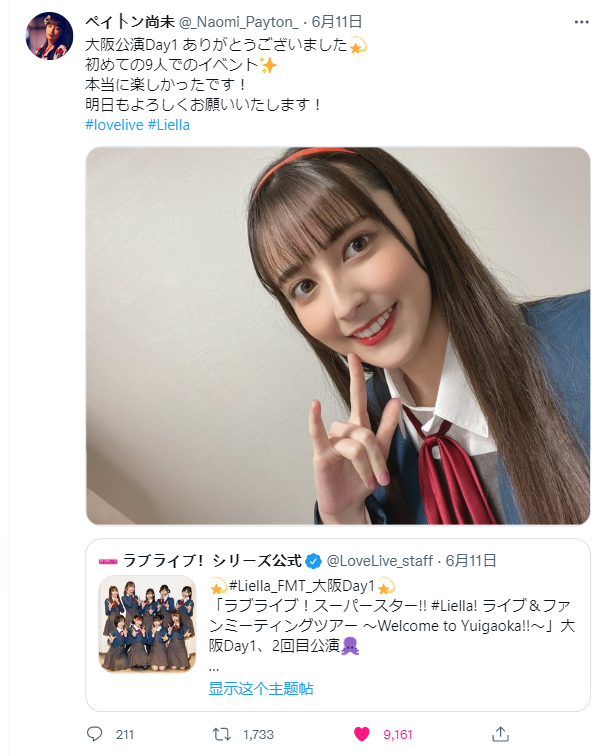 ペイトン尚未 @_Naomi_Payton_ · 6月11日
大阪公演Day1 ありがとうございました
初めての9人でのイベント
本当に楽しかったです！
明日もよろしくお願いいたします！
#lovelive #Liella
ラブライブ！シリーズ公式 @LoveLive_staff · 6月11日
#Liella_FMT_大阪Day1
「ラブライブ！スーパースター!! #Liella! ライブ＆ファ
ンミーティングツアー ～Welcome to Yuigaoka!!～」大
阪Day1、2回目公演
...
显示这个主题帖
211 1,733 9,161